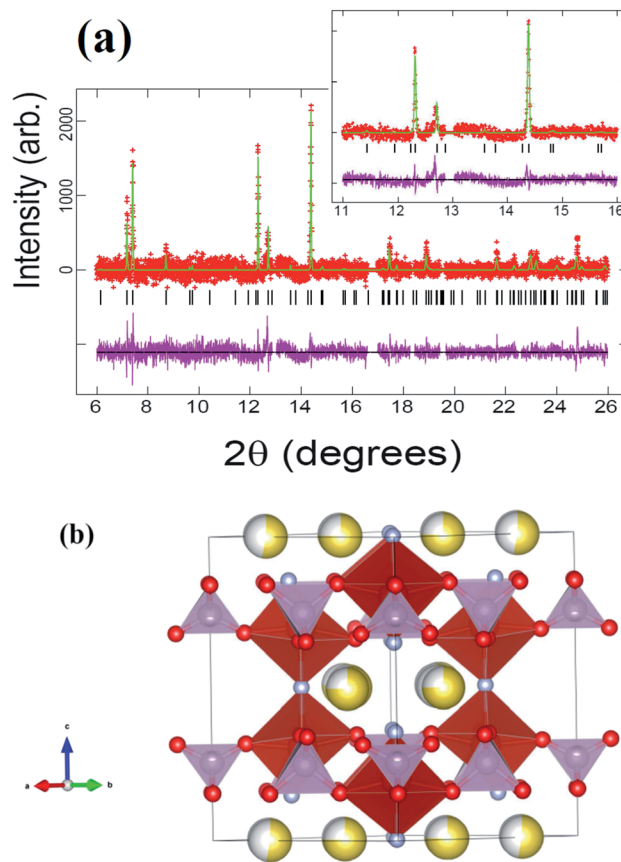 (a)
Intensity (arb.)
2000
1000
0
11 12 13 14 15 16
6 8 10 12 14 16 18 20 22 24 26
2θ (degrees)
(b)
c
a b